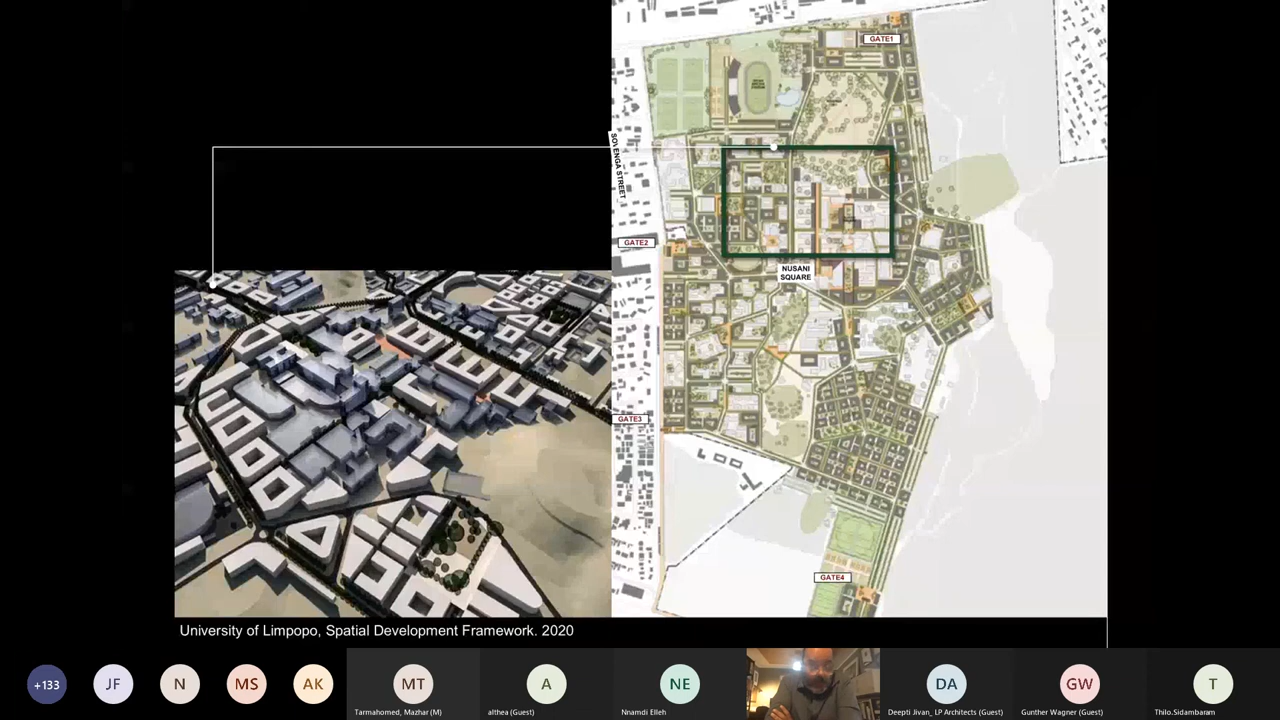 GATE1
SOVENGA STREET
GATE2
NUSANI
SQUARE
GATE3
GATE4
University of Limpopo, Spatial Development Framework. 2020
+133
JF
N
MS
AK
MT
A
NE
DA
GW
T
Tarmahomed, Mazhar (M)
althea (Guest)
Nnamdi Elleh
Deepti Jivan_ LP Architects (Guest)
Gunther Wagner (Guest)
Thilo.Sidambaram